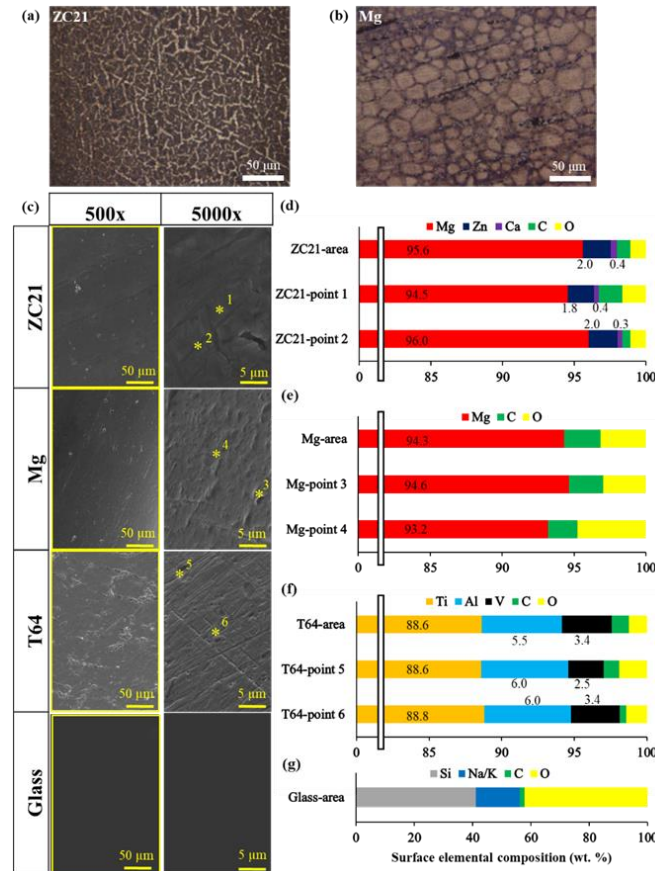 (a) ZC21
50 µm
(b) Mg
50 µm
(c) 500x 5000x
ZC21
50 µm
1
2
5 µm
Mg
50 µm
4
3
5 µm
T64
50 µm
5
6
5 µm
Glass
50 µm
5 µm
(d)
Mg Zn Ca C O
ZC21-area 95.6 2.0 0.4
ZC21-point 1 94.5 1.8 0.4
ZC21-point 2 96.0 2.0 0.3
0 85 90 95 100
(e)
Mg C O
Mg-area 94.3
Mg-point 3 94.6
Mg-point 4 93.2
0 85 90 95 100
(f)
Ti Al V C O
T64-area 88.6 5.5 3.4
T64-point 5 88.6 6.0 2.5
T64-point 6 88.8 6.0 3.4
0 85 90 95 100
(g)
Si Na/K C O
Glass-area
0 20 40 60 80 100
Surface elemental composition (wt. %)